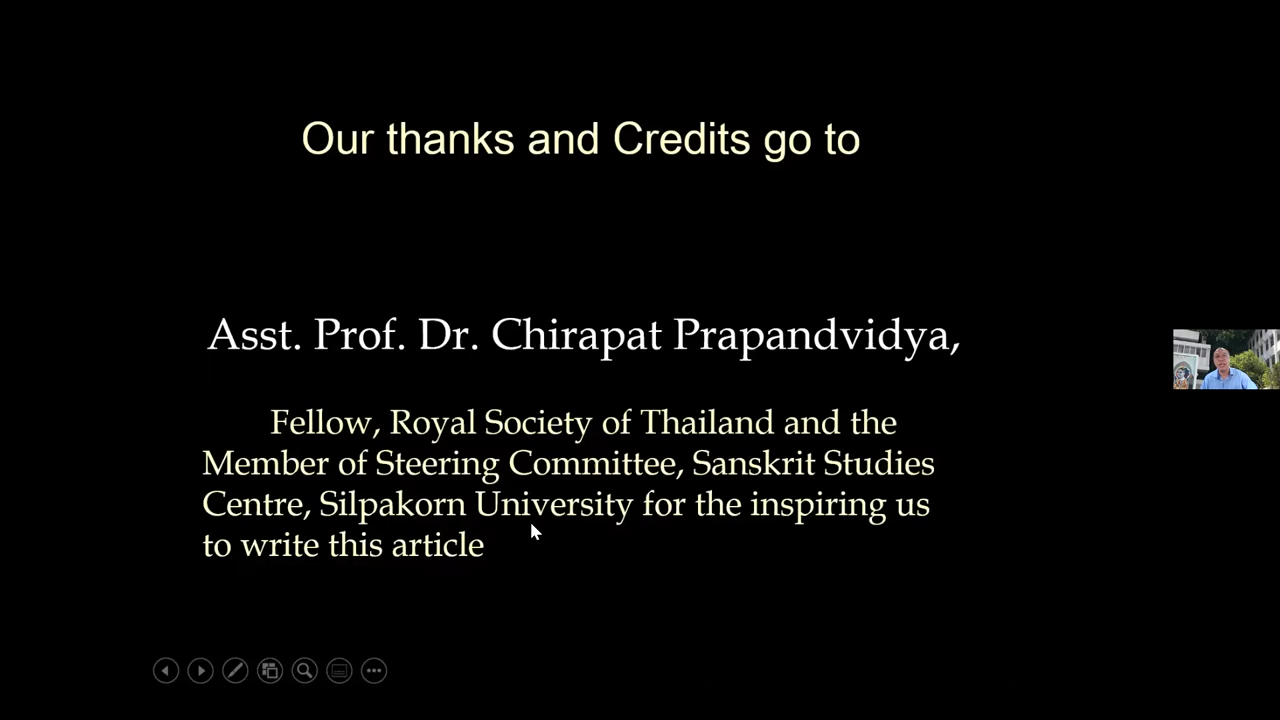 Our thanks and Credits go to
Asst. Prof. Dr. Chirapat Prapandvidya,
Fellow, Royal Society of Thailand and the
Member of Steering Committee, Sanskrit Studies
Centre, Silpakorn University for the inspiring us
to write this article